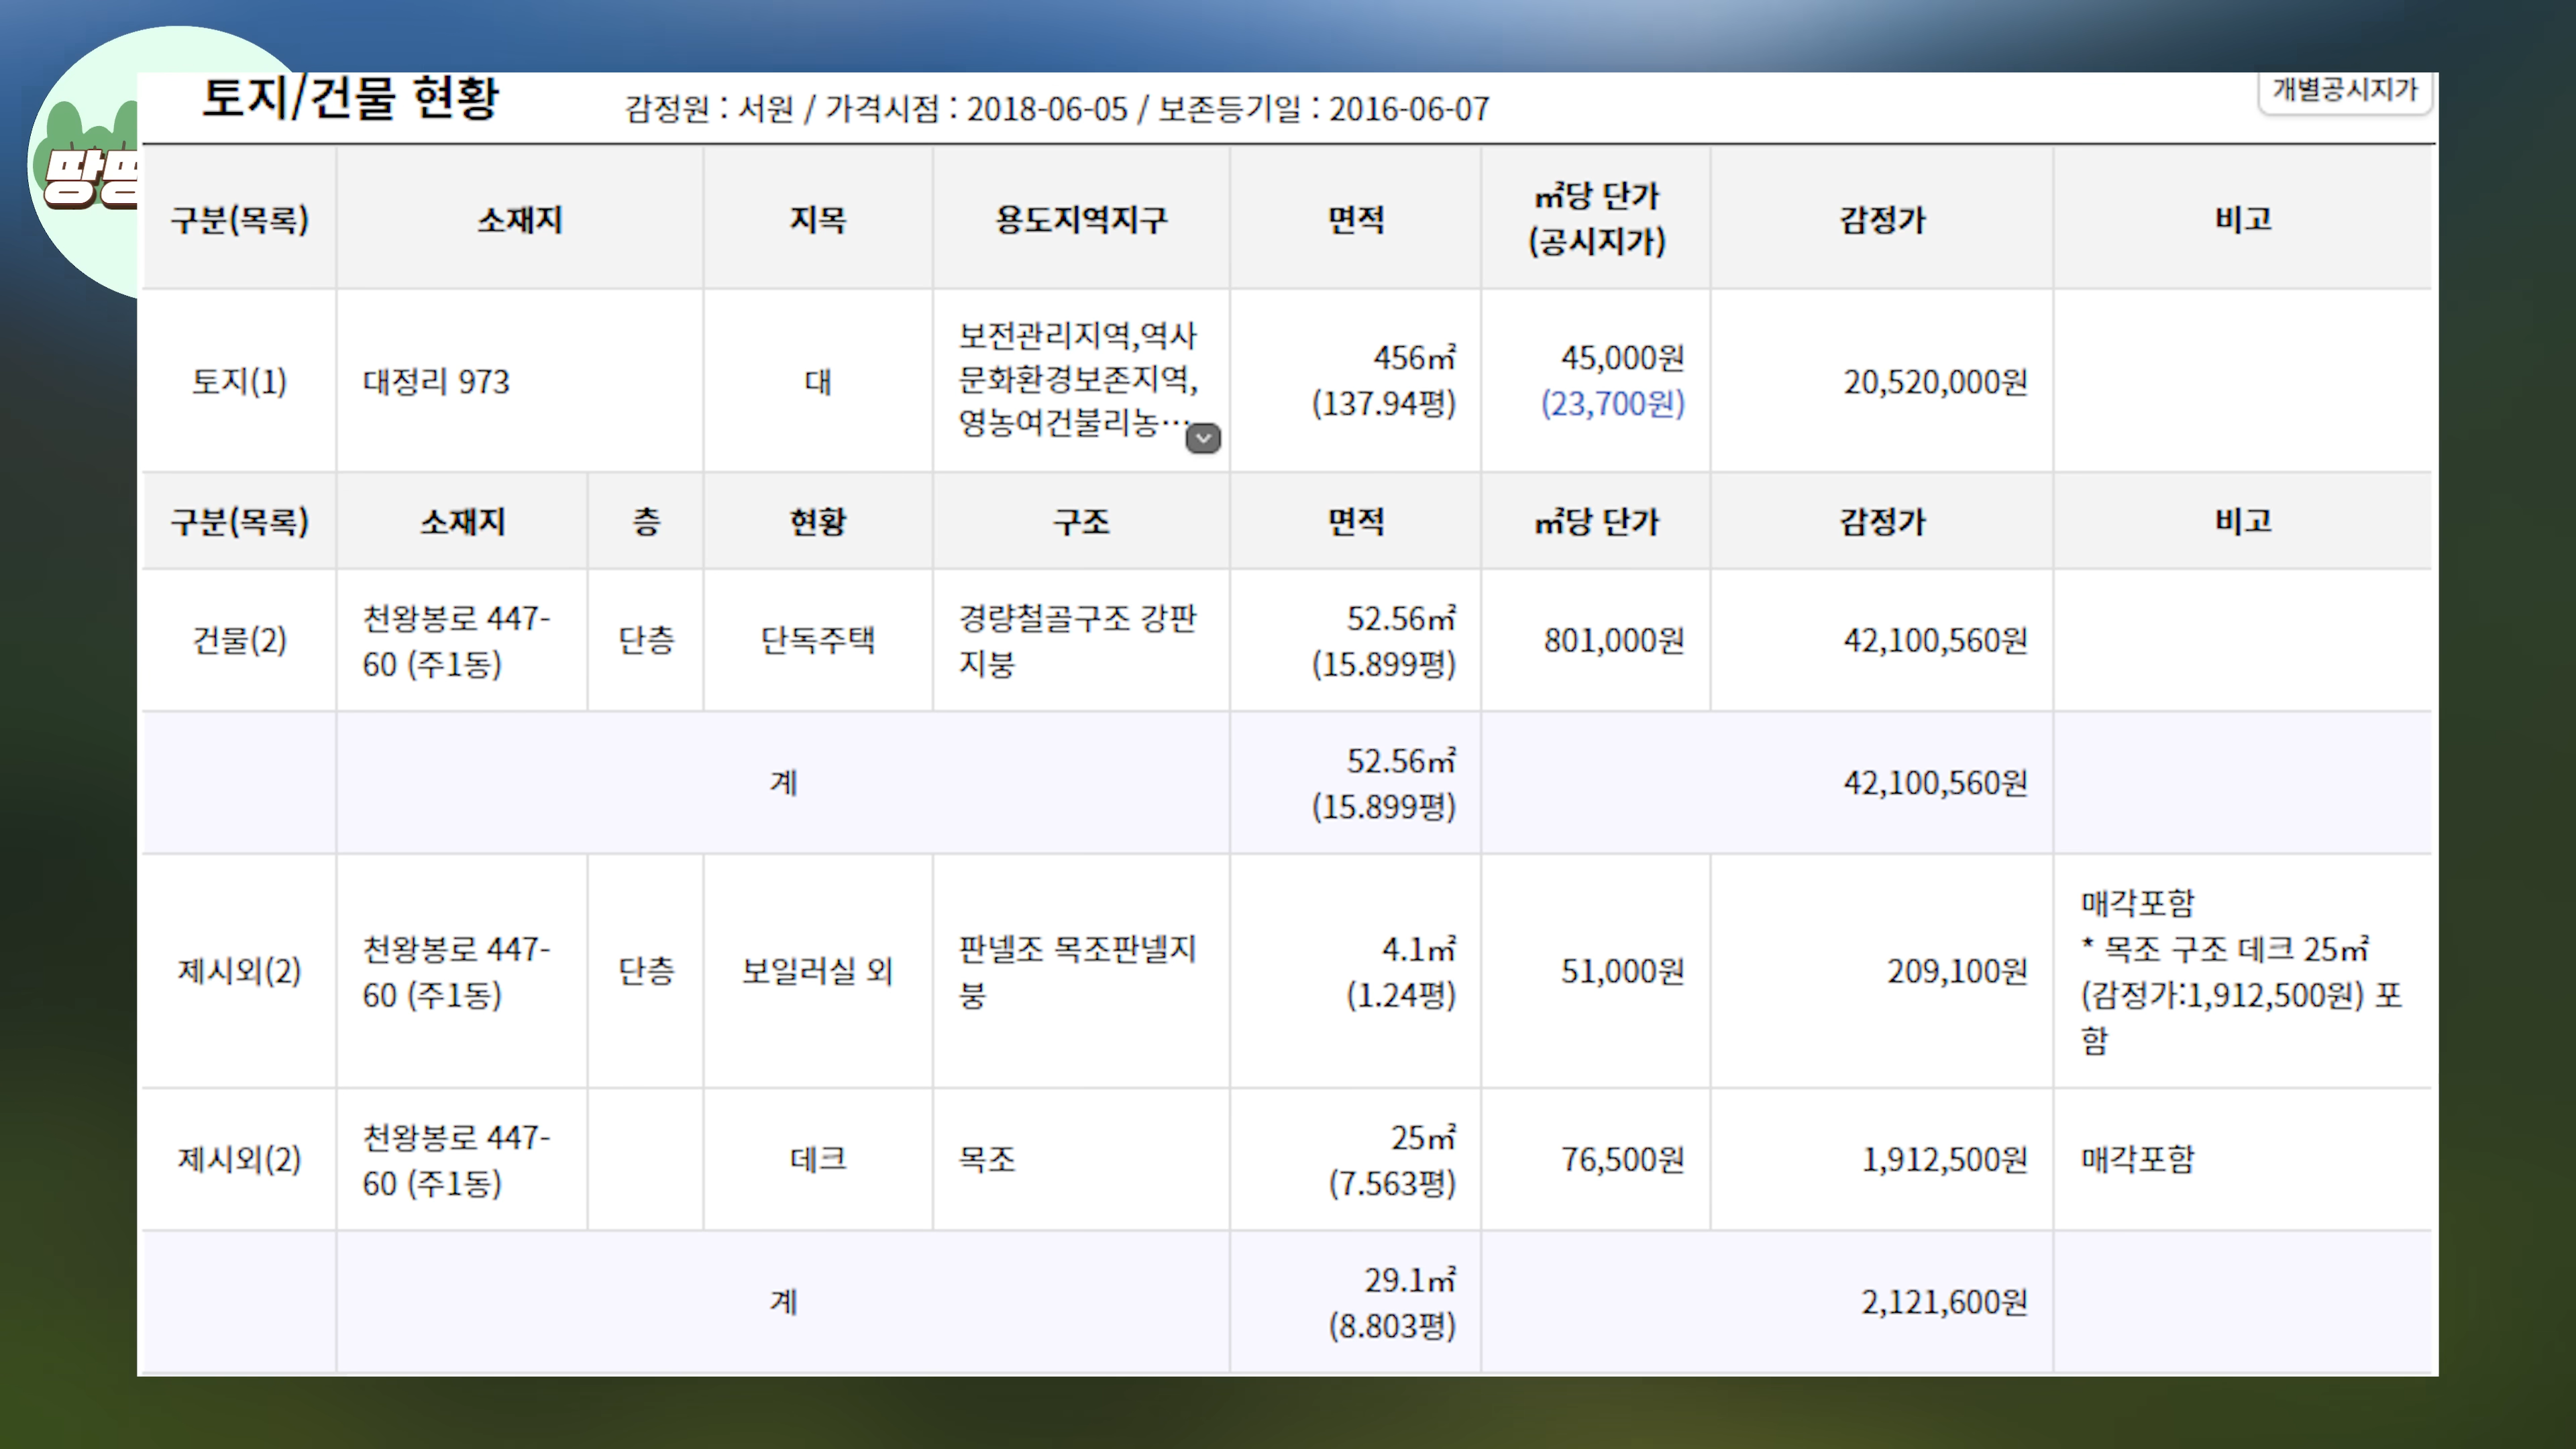 토지/건물 현황
감정원 : 서원 / 가격시점 : 2018-06-05 / 보존등기일 : 2016-06-07
개별공시지가
땅땅
구분(목록) 소재지 지목 용도지역지구 면적 ㎡당 단가 (공시지가) 감정가 비고
토지(1) 대정리 973 대
보전관리지역,역사
문화환경보존지역,
영농여건불리농…
456㎡
(137.94평)
45,000원
(23,700원)
20,520,000원
구분(목록) 소재지 층 현황 구조 면적 ㎡당 단가 감정가 비고
건물(2)
천왕봉로 447-
60 (주1동)
단층 단독주택
경량철골구조 강판
지붕
52.56㎡
(15.899평)
801,000원 42,100,560원
계
52.56㎡
(15.899평)
42,100,560원
제시외(2)
천왕봉로 447-
60 (주1동)
단층 보일러실 외
판넬조 목조판넬지
붕
4.1㎡
(1.24평)
51,000원 209,100원
매각포함
* 목조 구조 데크 25㎡
(감정가:1,912,500원) 포
함
제시외(2)
천왕봉로 447-
60 (주1동)
데크 목조
25㎡
(7.563평)
76,500원 1,912,500원 매각포함
계
29.1㎡
(8.803평)
2,121,600원